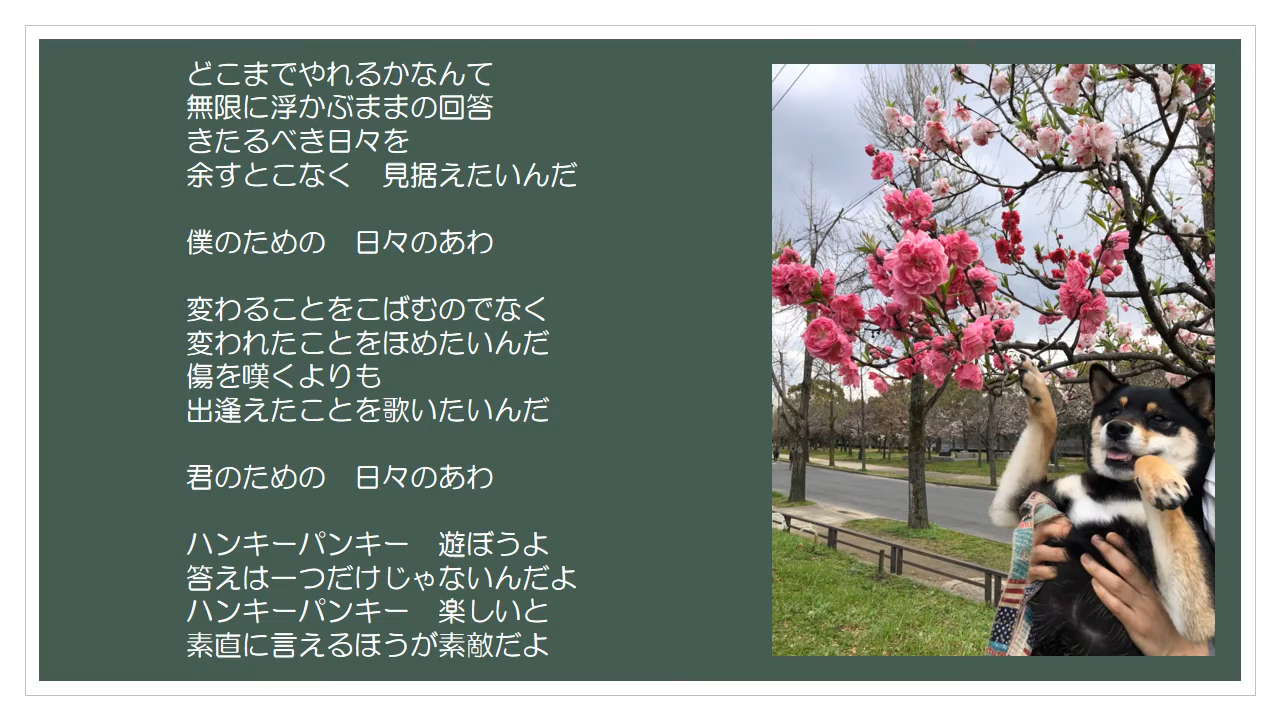 どこまでやれるかなんて
無限に浮かぶままの回答
きたるべき日々を
余すとこなく　見据えたいんだ
僕のための　日々のあわ
変わることをこばむのでなく
変われたことをほめたいんだ
傷を嘆くよりも
出逢えたことを歌いたいんだ
君のための　日々のあわ
ハンキーパンキー　遊ぼうよ
答えは一つだけじゃないんだよ
ハンキーパンキー　楽しいと
素直に言えるほうが素敵だよ